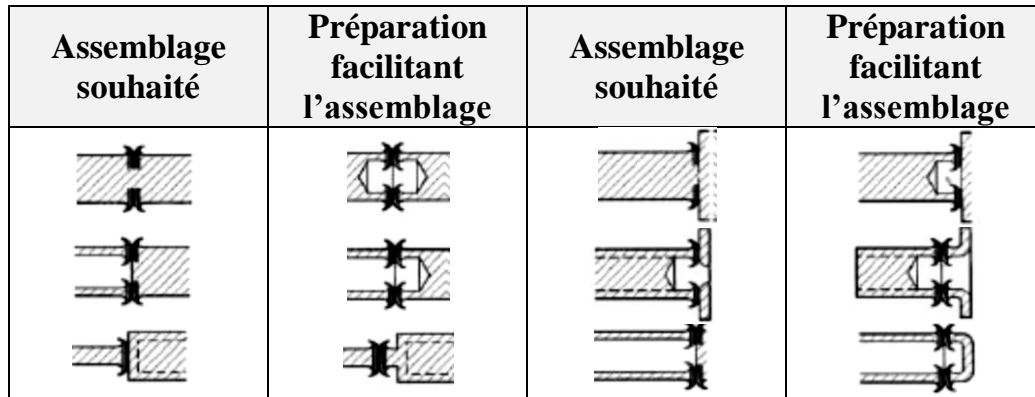 Assemblage
souhaité
Préparation
facilitant
l’assemblage
Assemblage
souhaité
Préparation
facilitant
l’assemblage